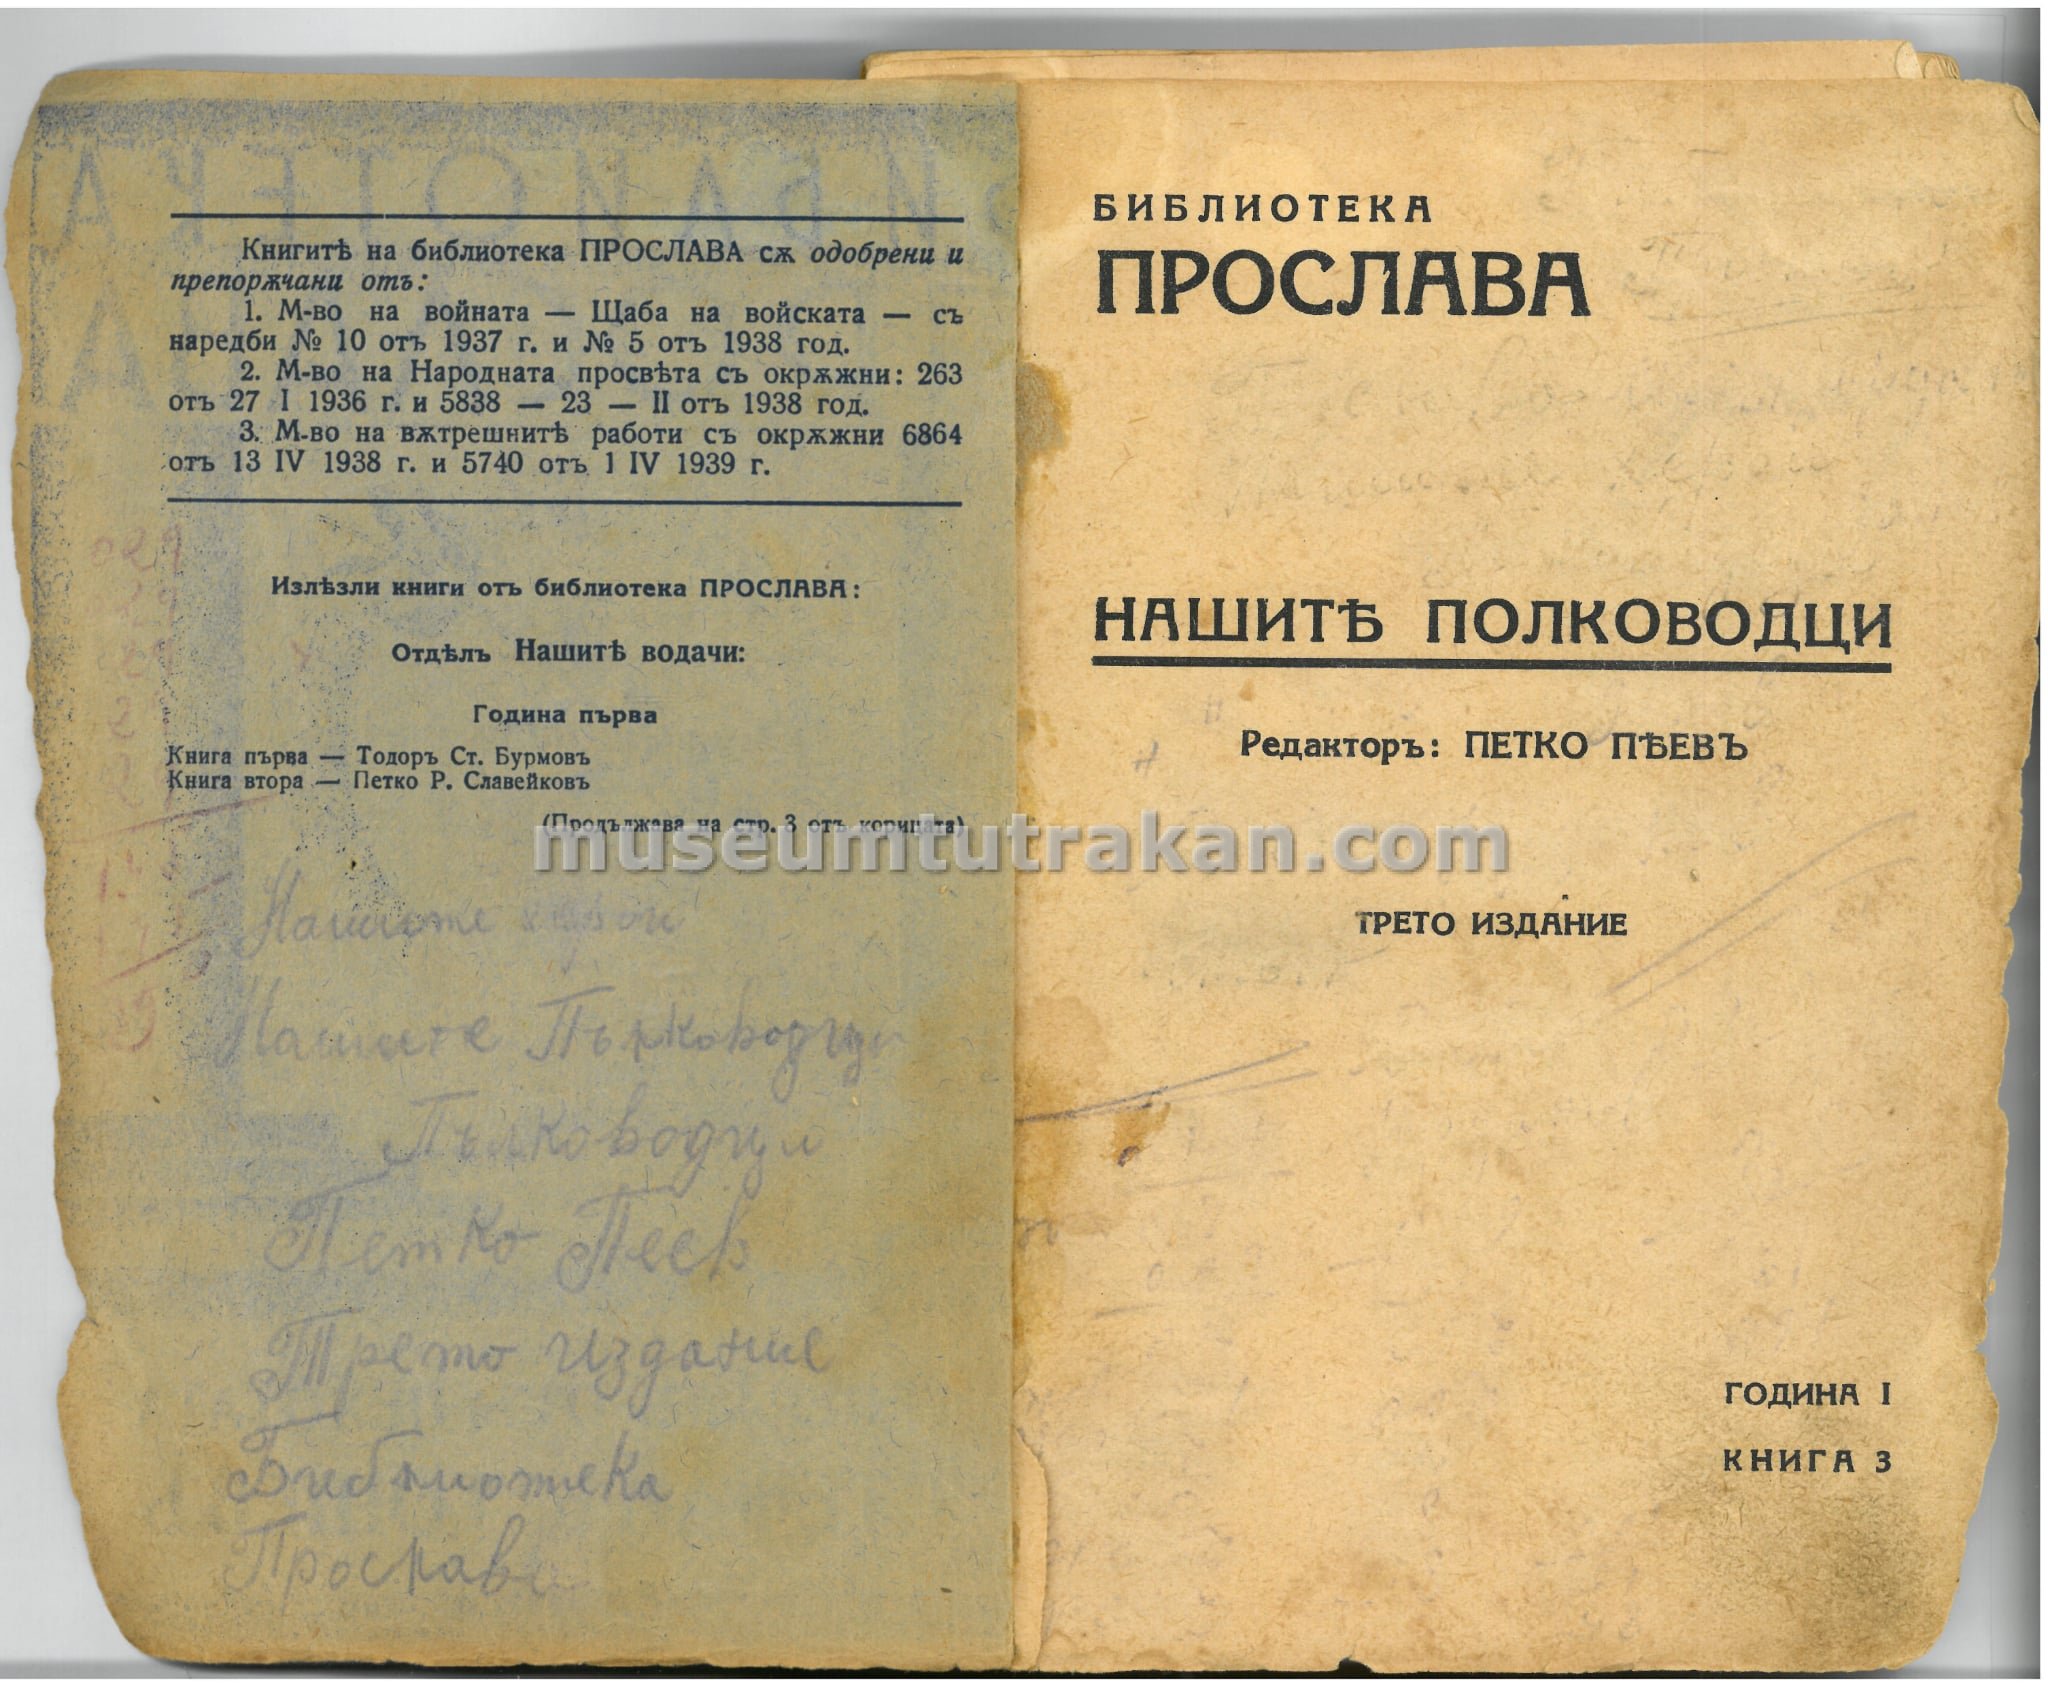 Книгитѣ на библиотека ПРОСЛАВА сѫ одобрени и
препорѫчани отъ:
1. М-во на войната — Щаба на войската — съ
наредби № 10 отъ 1937 г. и № 5 отъ 1938 год.
2. М-во на Народната просвѣта съ окрѫжни: 263
отъ 27 I 1936 г. и 5838 — 23 — II отъ 1938 год.
3. М-во на вѫтрешнитѣ работи съ окрѫжни 6864
отъ 13 IV 1938 г. и 5740 отъ 1 IV 1939 г.
Излѣзли книги отъ библиотека ПРОСЛАВА:
Отдѣлъ Нашитѣ водачи:
Година първа
Книга първа — Тодоръ Ст. Бурмовъ
Книга втора — Петко Р. Славейковъ
(Продължава на стр. 3 отъ корицата)
Нашите
Нашите Пълководци
Пълководци
Петко Пеев
Трето издание
Библиотека
Прослава
БИБЛИОТЕКА
ПРОСЛАВА
НАШИТѢ ПОЛКОВОДЦИ
Редакторъ: ПЕТКО ПѢЕВЪ
ТРЕТО ИЗДАНИЕ
ГОДИНА I
КНИГА 3
museumtutrakan.com